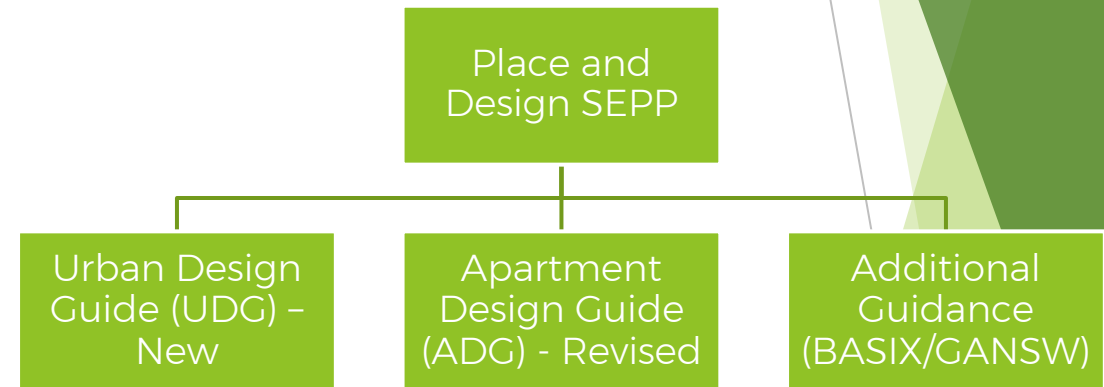 Place and
Design SEPP
Urban Design
Guide (UDG) –
New
Apartment
Design Guide
(ADG) - Revised
Additional
Guidance
(BASIX/GANSW)